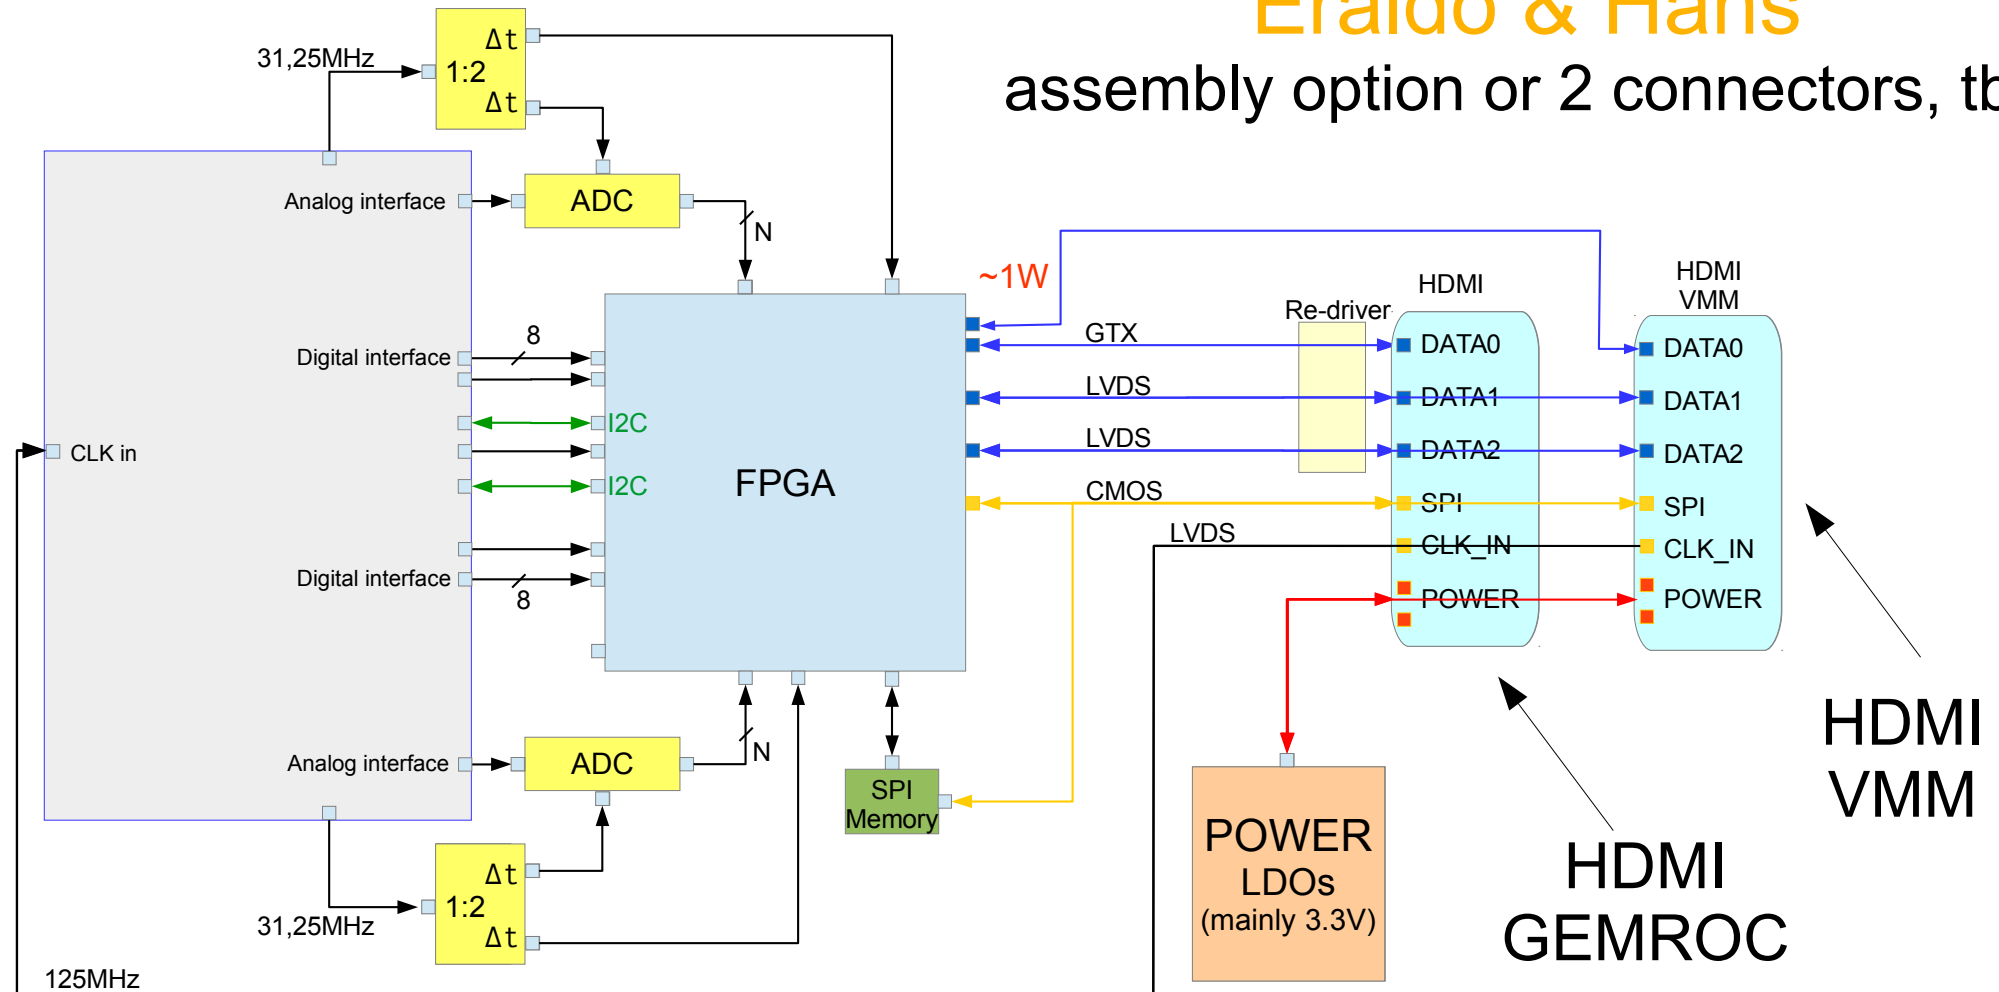 Eraldo & Hans
assembly option or 2 connectors, tb
31,25MHz
Δt
1:2
Δt
Analog interface
ADC
N
~1W
HDMI
HDMI
VMM
Re-driver
GTX
DATA0
DATA0
Digital interface
8
LVDS
DATA1
DATA1
I2C
LVDS
DATA2
DATA2
CLK in
I2C
FPGA
CMOS
SPI
SPI
LVDS
CLK_IN
CLK_IN
Digital interface
8
POWER
POWER
HDMI
VMM
Analog interface
ADC
N
SPI
Memory
POWER
LDOs
(mainly 3.3V)
HDMI
GEMROC
Δt
1:2
Δt
31,25MHz
125MHz